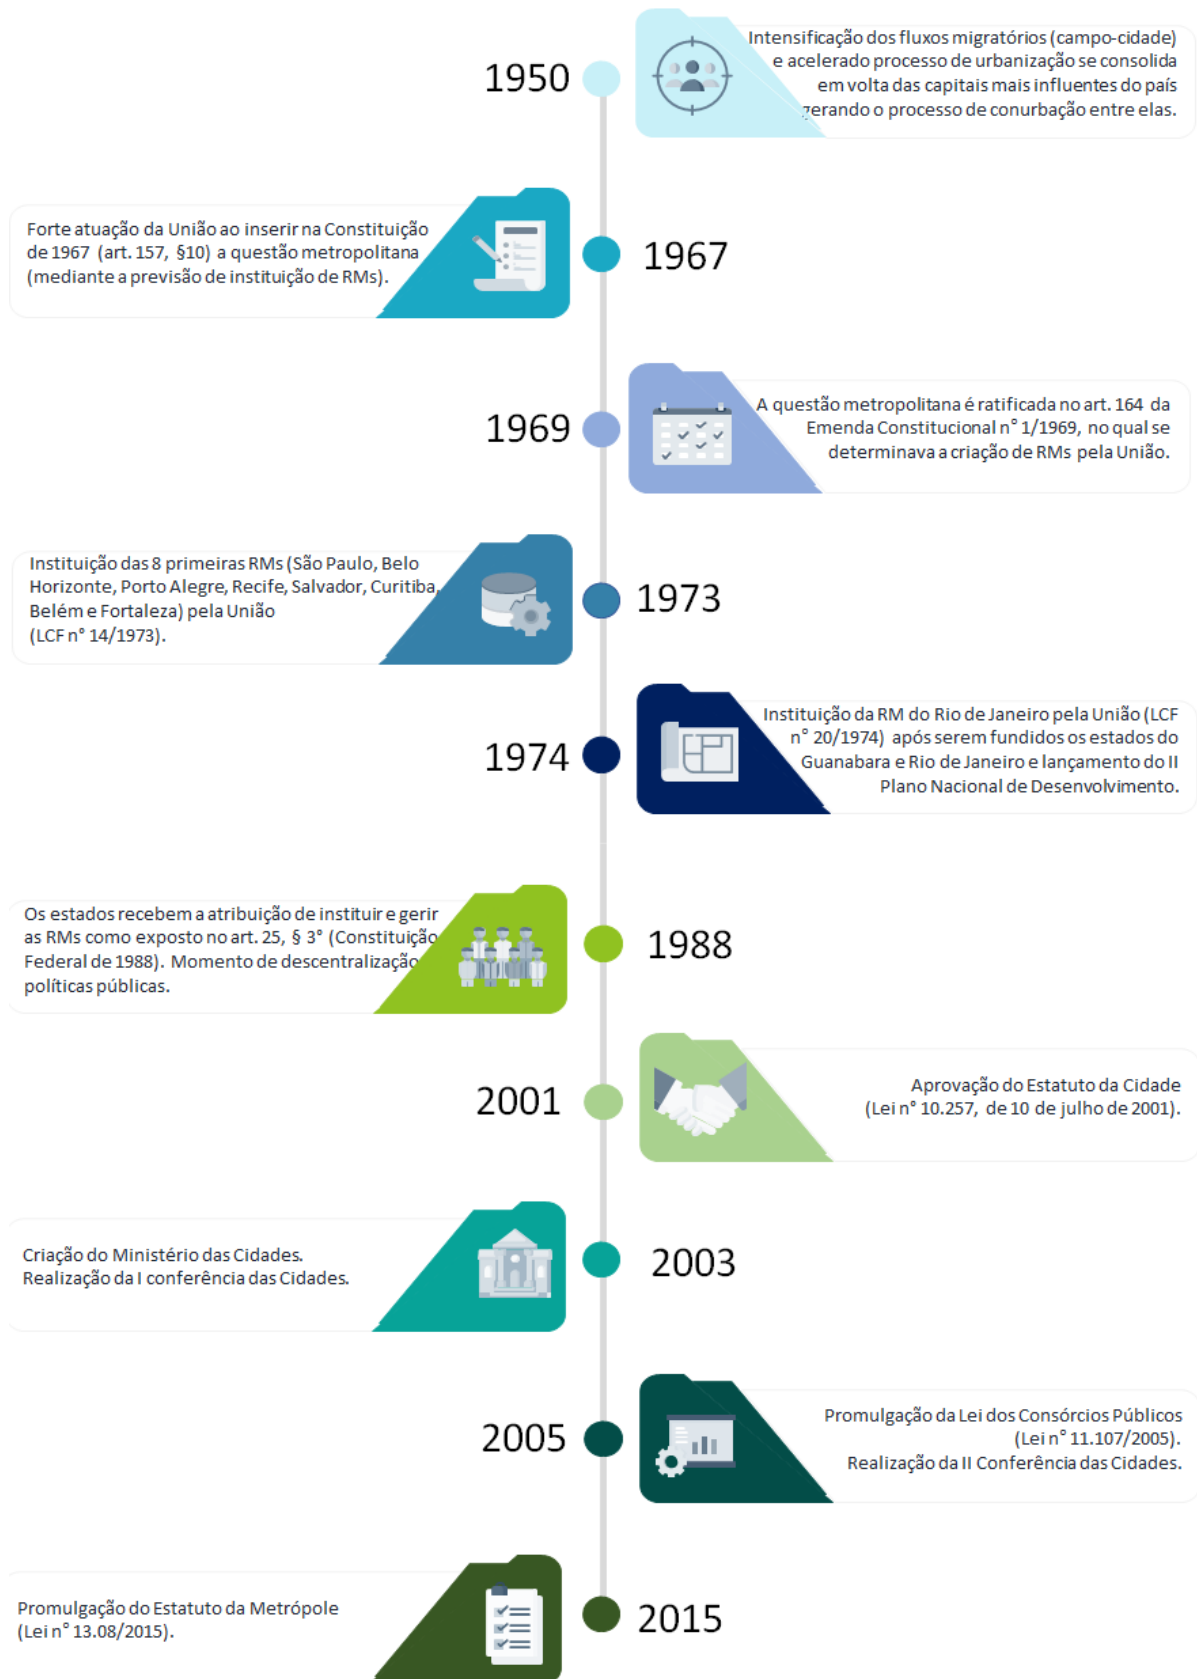 1950
Intensificação dos fluxos migratórios (campo-cidade)
e acelerado processo de urbanização se consolida
em volta das capitais mais influentes do país
gerando o processo de conurbação entre elas.
Forte atuação da União ao inserir na Constituição
de 1967 (art. 157, §10) a questão metropolitana
(mediante a previsão de instituição de RMs).
1967
1969
A questão metropolitana é ratificada no art. 164 da
Emenda Constitucional n° 1/1969, no qual se
determinava a criação de RMs pela União.
Instituição das 8 primeiras RMs (São Paulo, Belo
Horizonte, Porto Alegre, Recife, Salvador, Curitiba,
Belém e Fortaleza) pela União
(LCF n° 14/1973).
1973
1974
Instituição da RM do Rio de Janeiro pela União (LCF
n° 20/1974) após serem fundidos os estados do
Guanabara e Rio de Janeiro e lançamento do II
Plano Nacional de Desenvolvimento.
Os estados recebem a atribuição de instituir e gerir
as RMs como exposto no art. 25, § 3° (Constituição
Federal de 1988). Momento de descentralização
políticas públicas.
1988
2001
Aprovação do Estatuto da Cidade
(Lei n° 10.257, de 10 de julho de 2001).
Criação do Ministério das Cidades.
Realização da I conferência das Cidades.
2003
2005
Promulgação da Lei dos Consórcios Públicos
(Lei n° 11.107/2005).
Realização da II Conferência das Cidades.
Promulgação do Estatuto da Metrópole
(Lei n° 13.08/2015).
2015